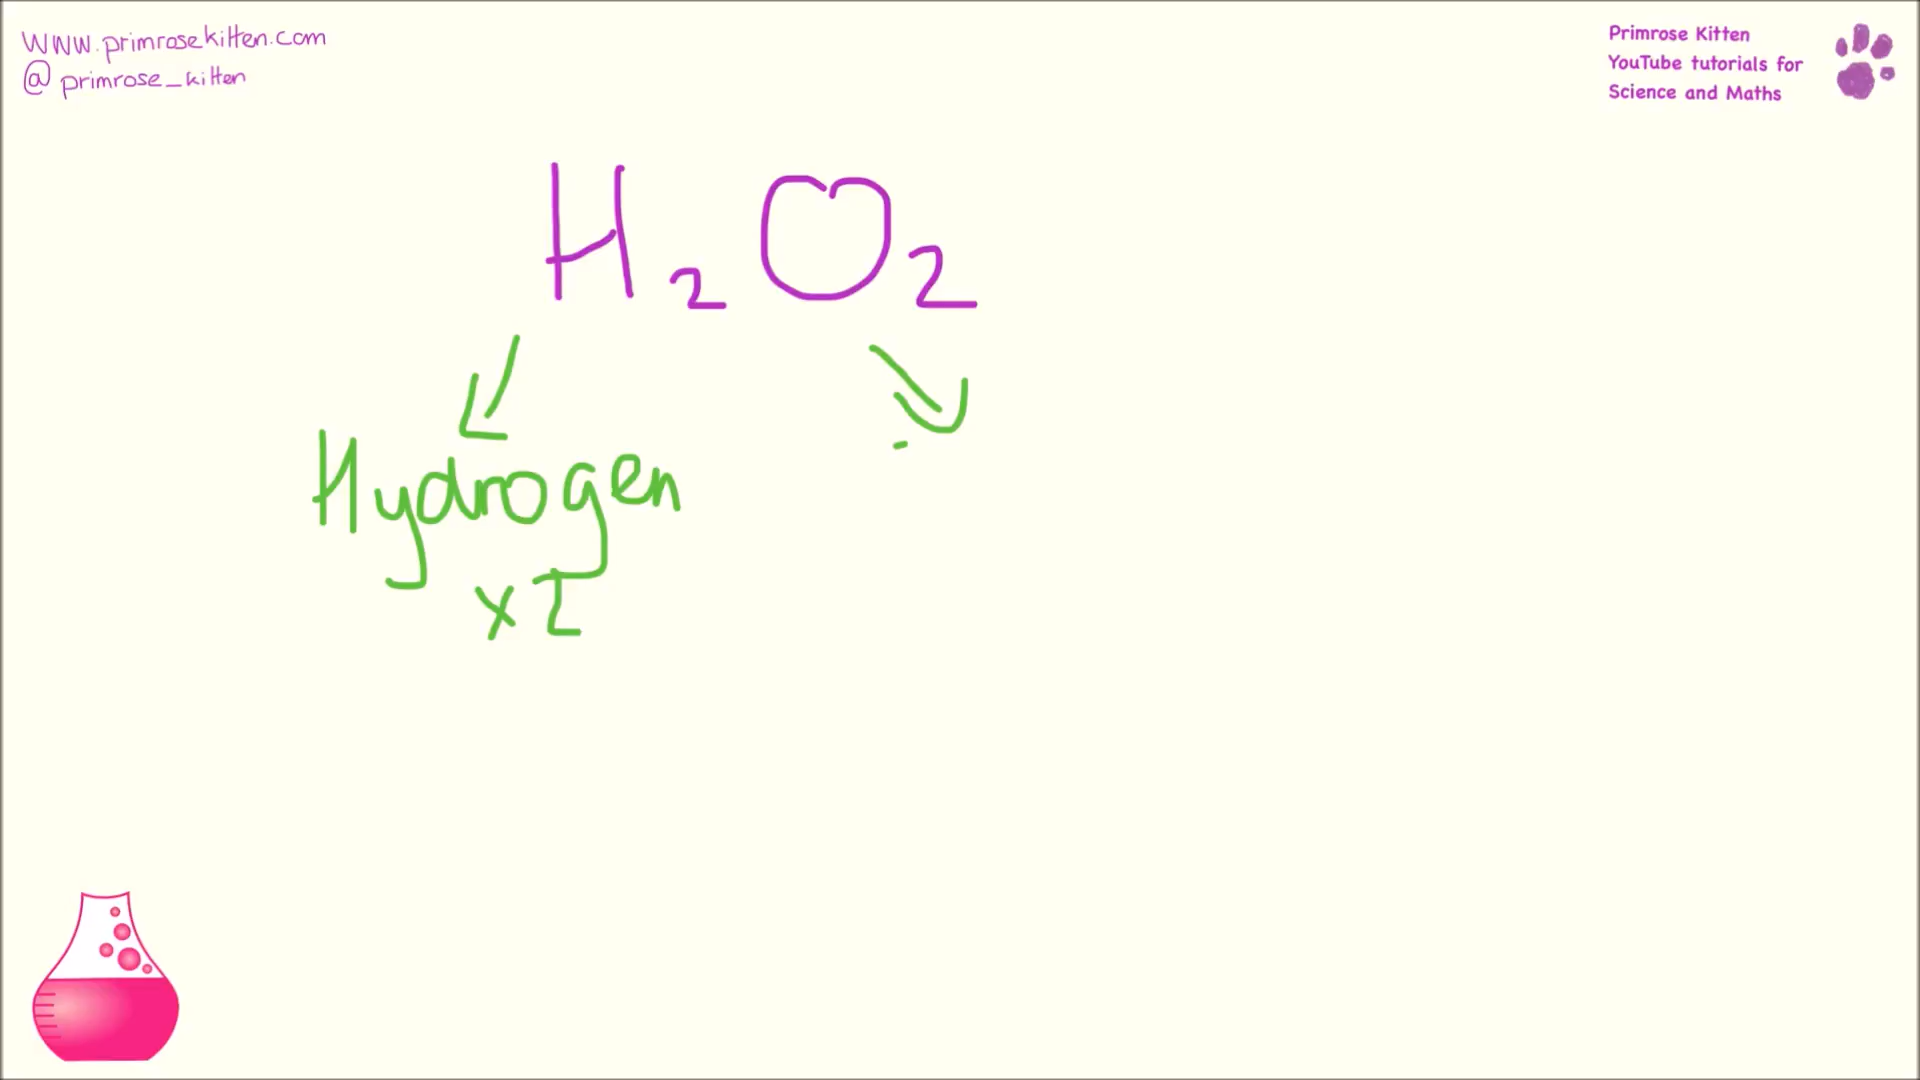 www.primrosekitten.com
@primrose_kitten
Primrose Kitten
YouTube tutorials for
Science and Maths
H₂O₂
Hydrogen
x2